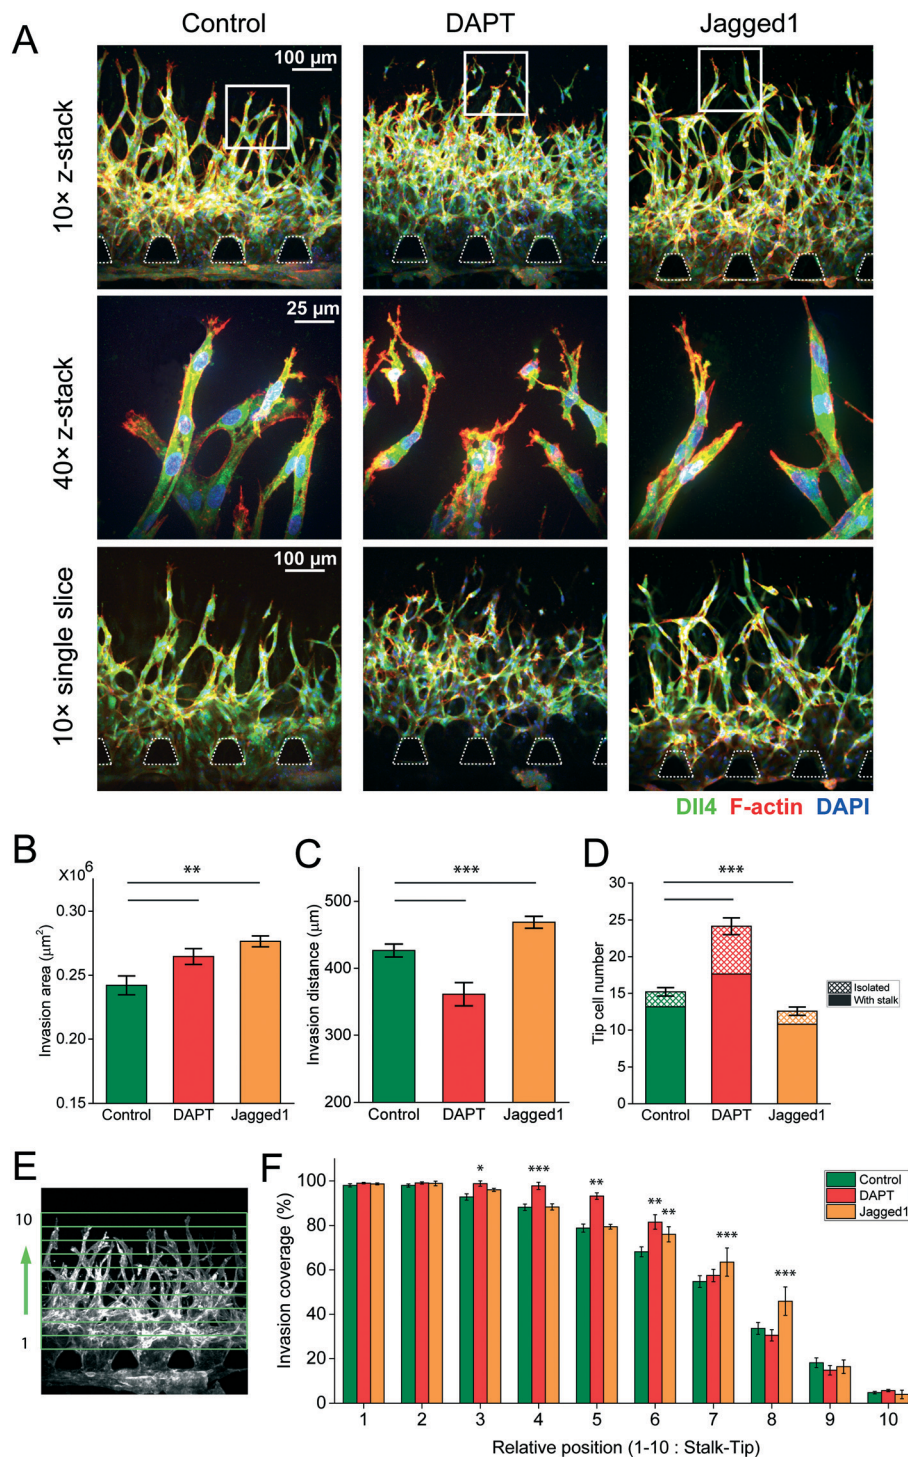 A
Control DAPT Jagged1
10× z-stack
100 µm
40× z-stack
25 µm
10× single slice
100 µm
Dll4 F-actin DAPI
B
X10⁶
Invasion area (µm²)
0.30
0.25
0.20
0.15
**
Control DAPT Jagged1
C
Invasion distance (µm)
500
400
300
200
***
Control DAPT Jagged1
D
Tip cell number
30
25
20
15
10
5
0
***
Control DAPT Jagged1
Isolated
With stalk
E
10
1
F
Invasion coverage (%)
100
80
60
40
20
0
* *** ** ** ** *** ***
Control
DAPT
Jagged1
1 2 3 4 5 6 7 8 9 10
Relative position (1-10 : Stalk-Tip)